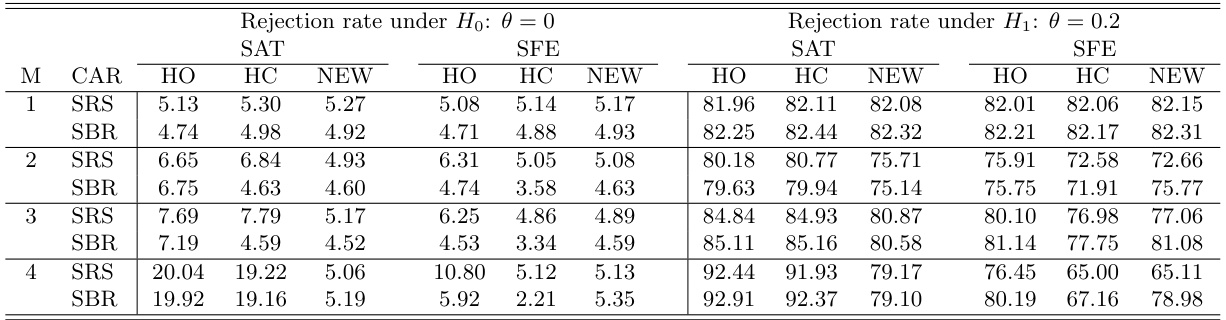 Rejection rate under H0: θ = 0 Rejection rate under H1: θ = 0.2
SAT SFE SAT SFE
M CAR HO HC NEW HO HC NEW HO HC NEW HO HC NEW
1 SRS 5.13 5.30 5.27 5.08 5.14 5.17 81.96 82.11 82.08 82.01 82.06 82.15
SBR 4.74 4.98 4.92 4.71 4.88 4.93 82.25 82.44 82.32 82.21 82.17 82.31
2 SRS 6.65 6.84 4.93 6.31 5.05 5.08 80.18 80.77 75.71 75.91 72.58 72.66
SBR 6.75 4.63 4.60 4.74 3.58 4.63 79.63 79.94 75.14 75.75 71.91 75.77
3 SRS 7.69 7.79 5.17 6.25 4.86 4.89 84.84 84.93 80.87 80.10 76.98 77.06
SBR 7.19 4.59 4.52 4.53 3.34 4.59 85.11 85.16 80.58 81.14 77.75 81.08
4 SRS 20.04 19.22 5.06 10.80 5.12 5.13 92.44 91.93 79.17 76.45 65.00 65.11
SBR 19.92 19.16 5.19 5.92 2.21 5.35 92.91 92.37 79.10 80.19 67.16 78.98